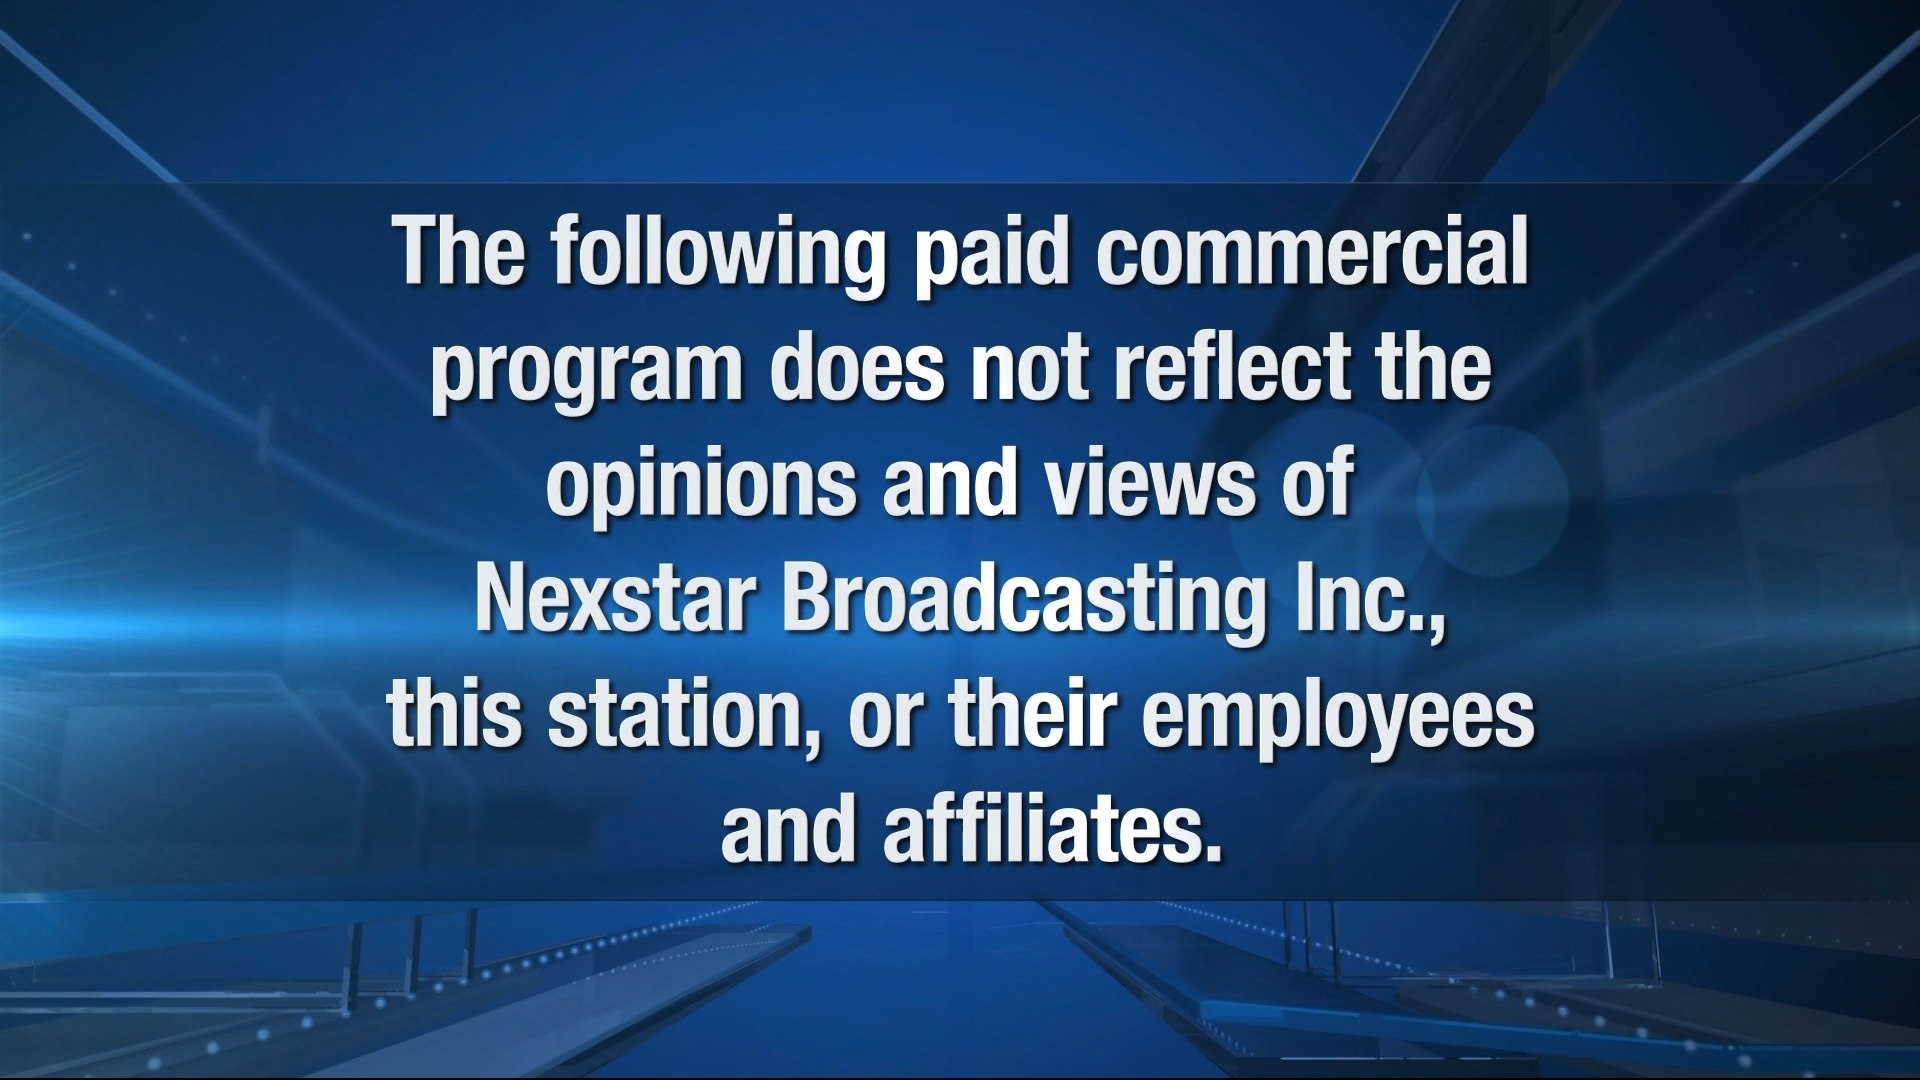 The following paid commercial
program does not reflect the
opinions and views of
Nexstar Broadcasting Inc.,
this station, or their employees
and affiliates.